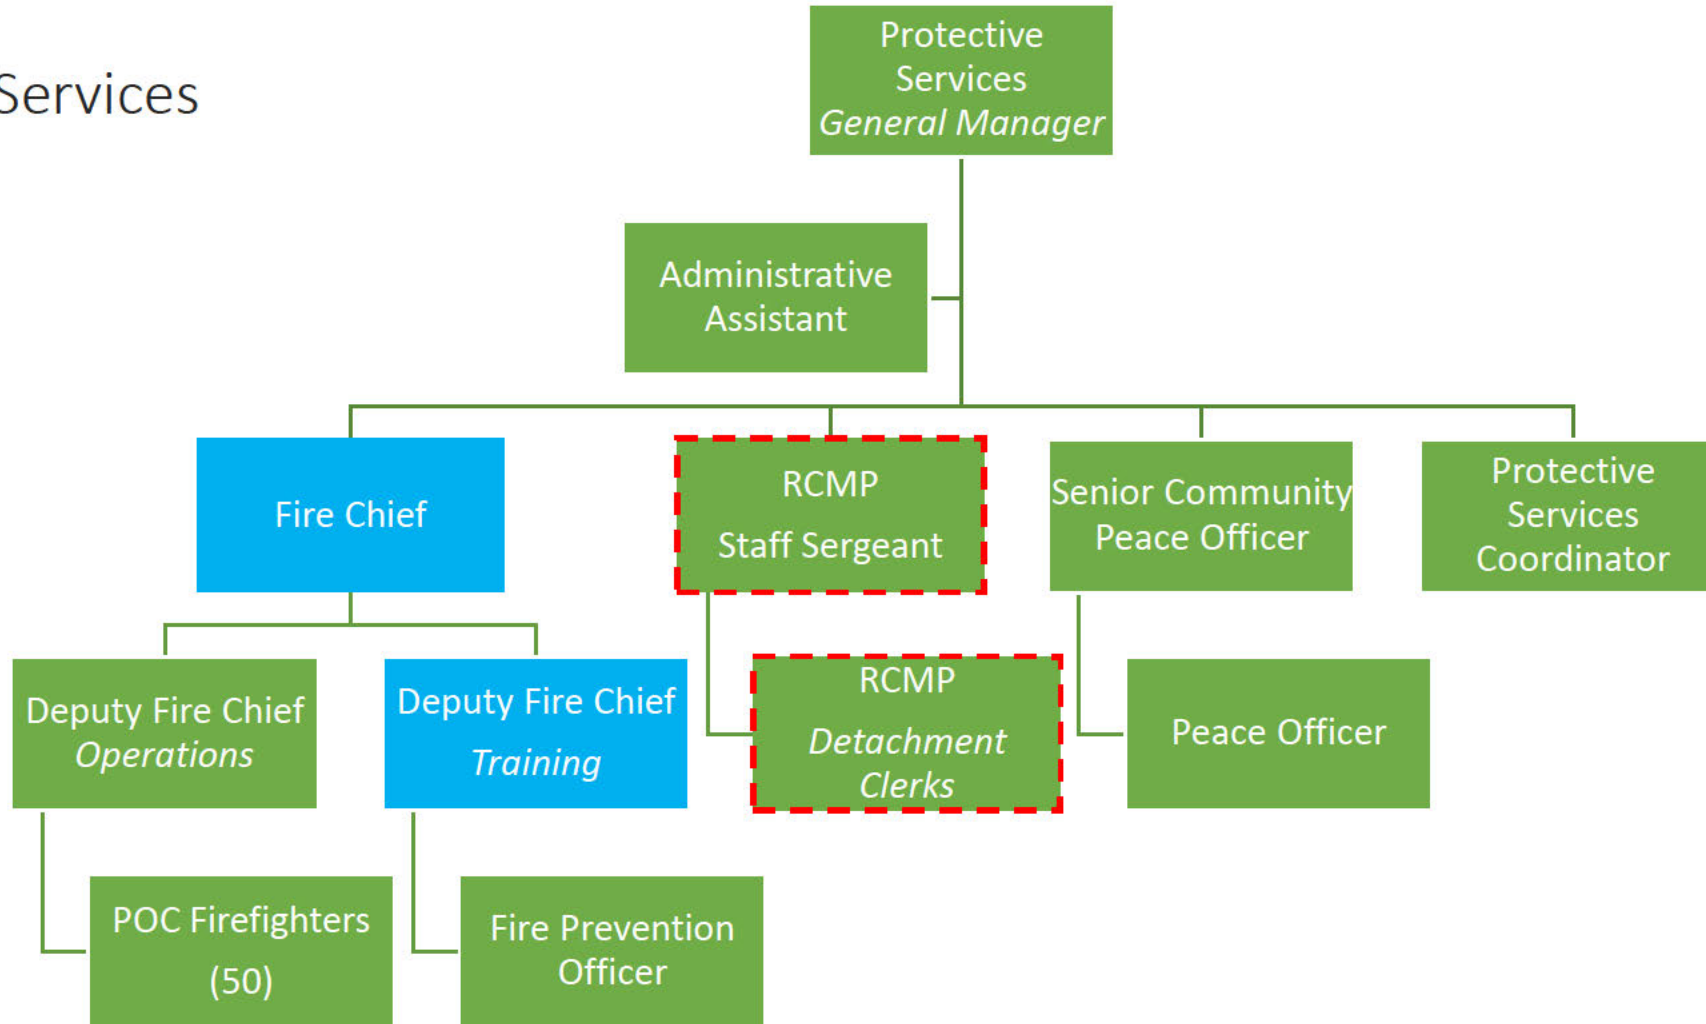 Services
Protective
Services
General Manager
Administrative
Assistant
Fire Chief
RCMP
Staff Sergeant
Senior Community
Peace Officer
Protective
Services
Coordinator
Deputy Fire Chief
Operations
Deputy Fire Chief
Training
RCMP
Detachment
Clerks
Peace Officer
POC Firefighters
(50)
Fire Prevention
Officer